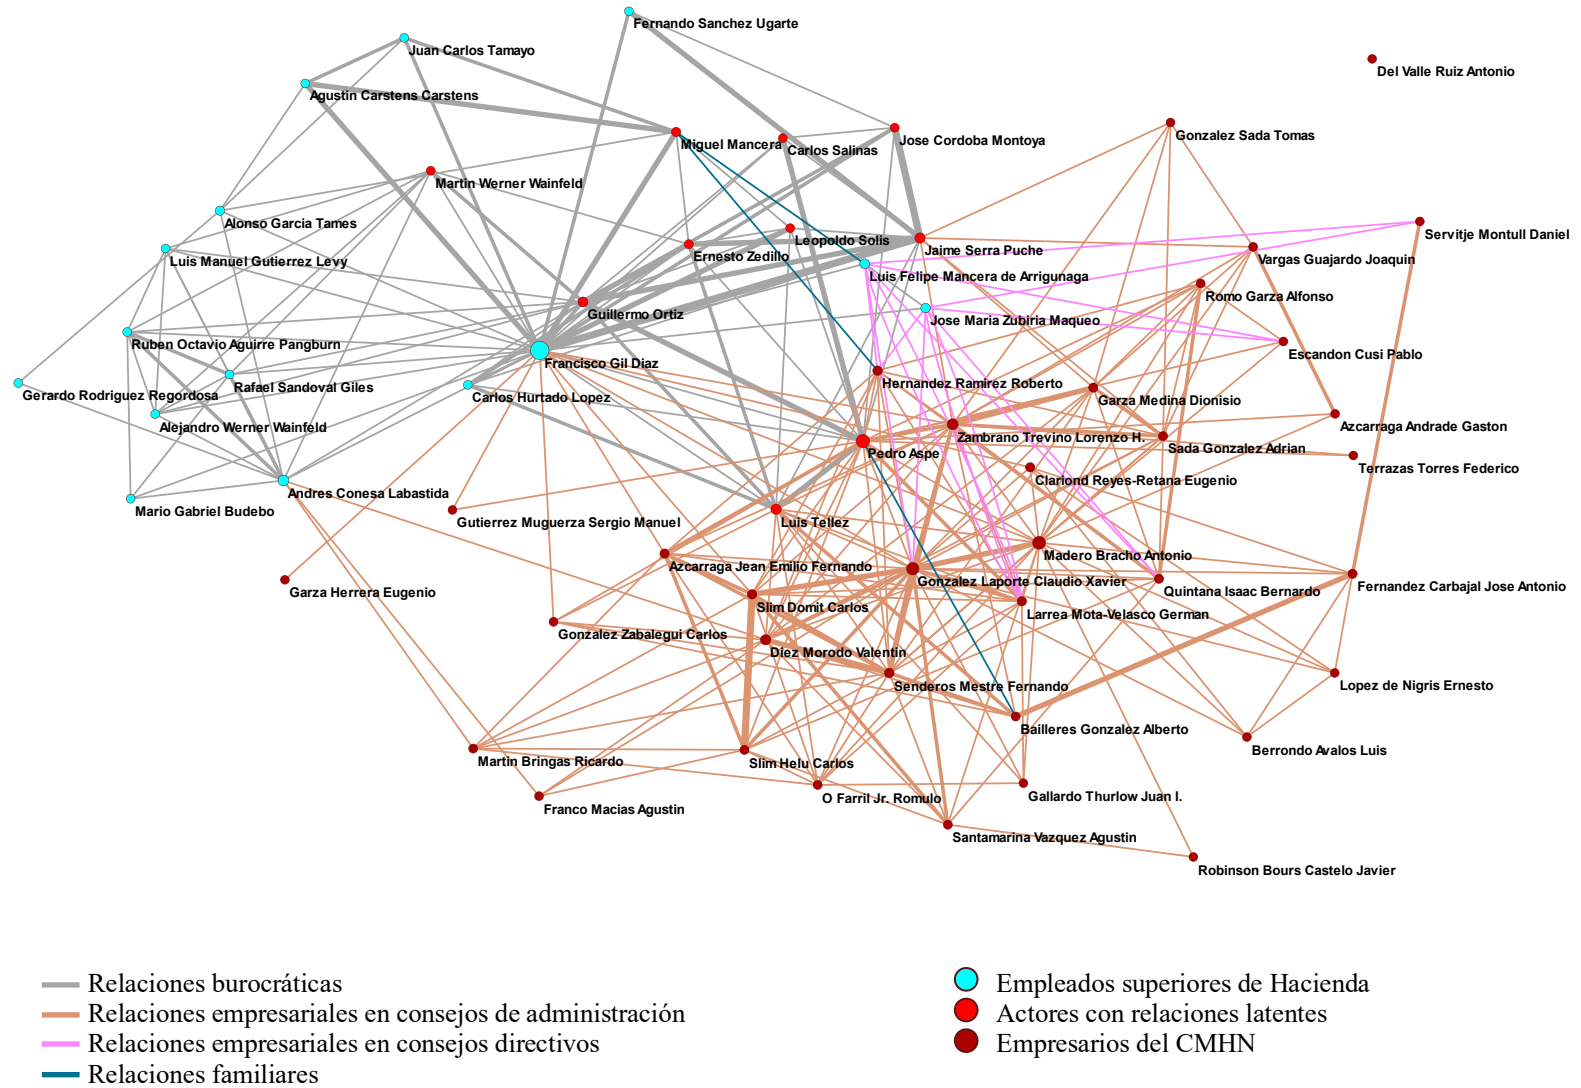 Fernando Sanchez Ugarte
Juan Carlos Tamayo
Del Valle Ruiz Antonio
Agustin Carstens Carstens
Gonzalez Sada Tomas
Miguel Mancera
Carlos Salinas
Jose Cordoba Montoya
Martin Werner Wainfeld
Alonso Garcia Tames
Servitje Montull Daniel
Leopoldo Solis
Jaime Serra Puche
Ernesto Zedillo
Vargas Guajardo Joaquin
Luis Manuel Gutierrez Levy
Luis Felipe Mancera de Arrigunaga
Romo Garza Alfonso
Guillermo Ortiz
Jose Maria Zubiria Maqueo
Ruben Octavio Aguirre Pangburn
Escandon Cusi Pablo
Francisco Gil Diaz
Hernandez Ramirez Roberto
Rafael Sandoval Giles
Gerardo Rodriguez Regordosa
Carlos Hurtado Lopez
Garza Medina Dionisio
Alejandro Werner Wainfeld
Azcarraga Andrade Gaston
Zambrano Trevino Lorenzo H.
Sada Gonzalez Adrian
Pedro Aspe
Terrazas Torres Federico
Clariond Reyes-Retana Eugenio
Andres Conesa Labastida
Mario Gabriel Budebo
Gutierrez Muguerza Sergio Manuel
Luis Tellez
Madero Bracho Antonio
Azcarraga Jean Emilio Fernando
Gonzalez Laporte Claudio Xavier
Fernandez Carbajal Jose Antonio
Quintana Isaac Bernardo
Garza Herrera Eugenio
Slim Domit Carlos
Larrea Mota-Velasco German
Gonzalez Zabalegui Carlos
Diez Morodo Valentin
Senderos Mestre Fernando
Lopez de Nigris Ernesto
Bailleres Gonzalez Alberto
Berrondo Avalos Luis
Martin Bringas Ricardo
Slim Helu Carlos
O Farril Jr. Romulo
Gallardo Thurlow Juan I.
Franco Macias Agustin
Santamarina Vazquez Agustin
Robinson Bours Castelo Javier
Relaciones burocráticas
Relaciones empresariales en consejos de administración
Relaciones empresariales en consejos directivos
Relaciones familiares
Empleados superiores de Hacienda
Actores con relaciones latentes
Empresarios del CMHN